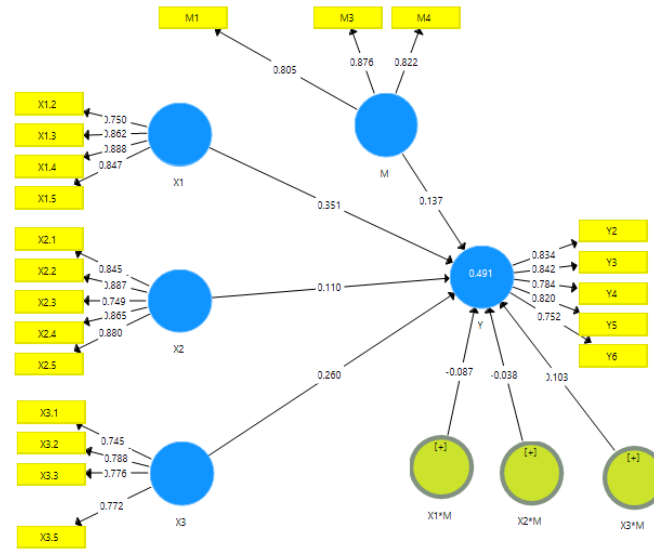 M1
M3
M4
0.805
0.876
0.822
M
X1.2
X1.3
X1.4
X1.5
0.750
0.862
0.888
0.847
X1
0.351
0.137
X2.1
X2.2
X2.3
X2.4
X2.5
0.845
0.887
0.749
0.865
0.880
X2
0.110
0.491
Y
0.834
0.842
0.784
0.820
0.752
Y2
Y3
Y4
Y5
Y6
0.260
-0.087
-0.038
0.103
X3.1
X3.2
X3.3
X3.5
0.745
0.788
0.776
0.772
X3
[+]
X1*M
[+]
X2*M
[+]
X3*M